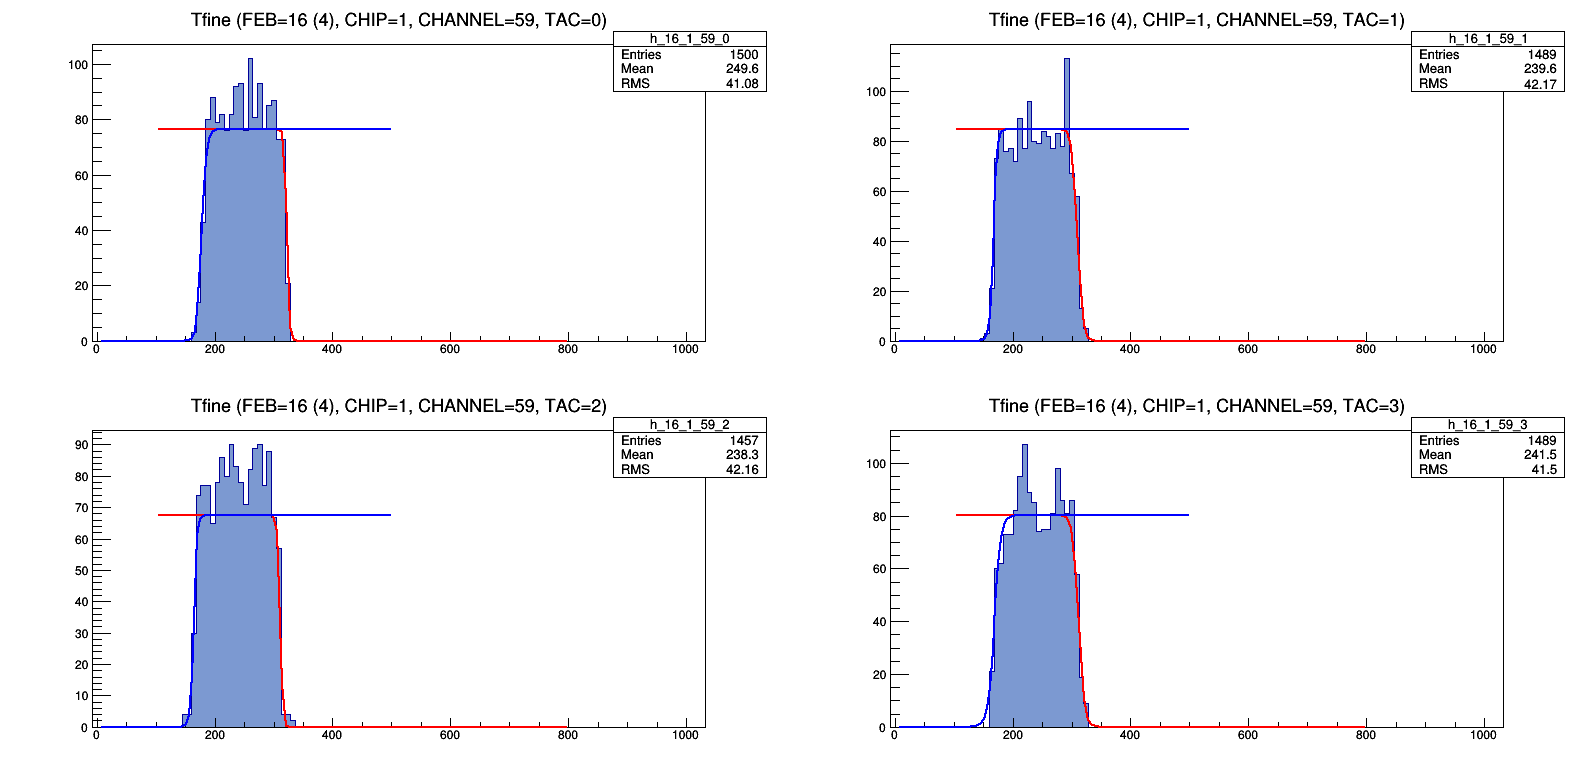 Tfine (FEB=16 (4), CHIP=1, CHANNEL=59, TAC=0)
h_16_1_59_0
Entries 1500
Mean 249.6
RMS 41.08
100
80
60
40
20
0
0 200 400 600 800 1000
Tfine (FEB=16 (4), CHIP=1, CHANNEL=59, TAC=1)
h_16_1_59_1
Entries 1489
Mean 239.6
RMS 42.17
100
80
60
40
20
0
0 200 400 600 800 1000
Tfine (FEB=16 (4), CHIP=1, CHANNEL=59, TAC=2)
h_16_1_59_2
Entries 1457
Mean 238.3
RMS 42.16
90
80
70
60
50
40
30
20
10
0
0 200 400 600 800 1000
Tfine (FEB=16 (4), CHIP=1, CHANNEL=59, TAC=3)
h_16_1_59_3
Entries 1489
Mean 241.5
RMS 41.5
100
80
60
40
20
0
0 200 400 600 800 1000